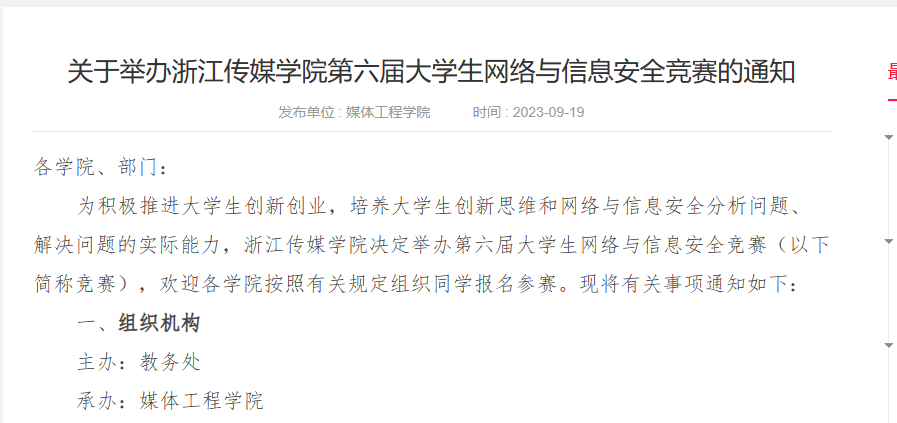 关于举办浙江传媒学院第六届大学生网络与信息安全竞赛的通知
发布单位 : 媒体工程学院 时间 : 2023-09-19
各学院、部门：
为积极推进大学生创新创业，培养大学生创新思维和网络与信息安全分析问题、
解决问题的实际能力，浙江传媒学院决定举办第六届大学生网络与信息安全竞赛（以下
简称竞赛），欢迎各学院按照有关规定组织同学报名参赛。现将有关事项通知如下：
一、组织机构
主办：教务处
承办：媒体工程学院